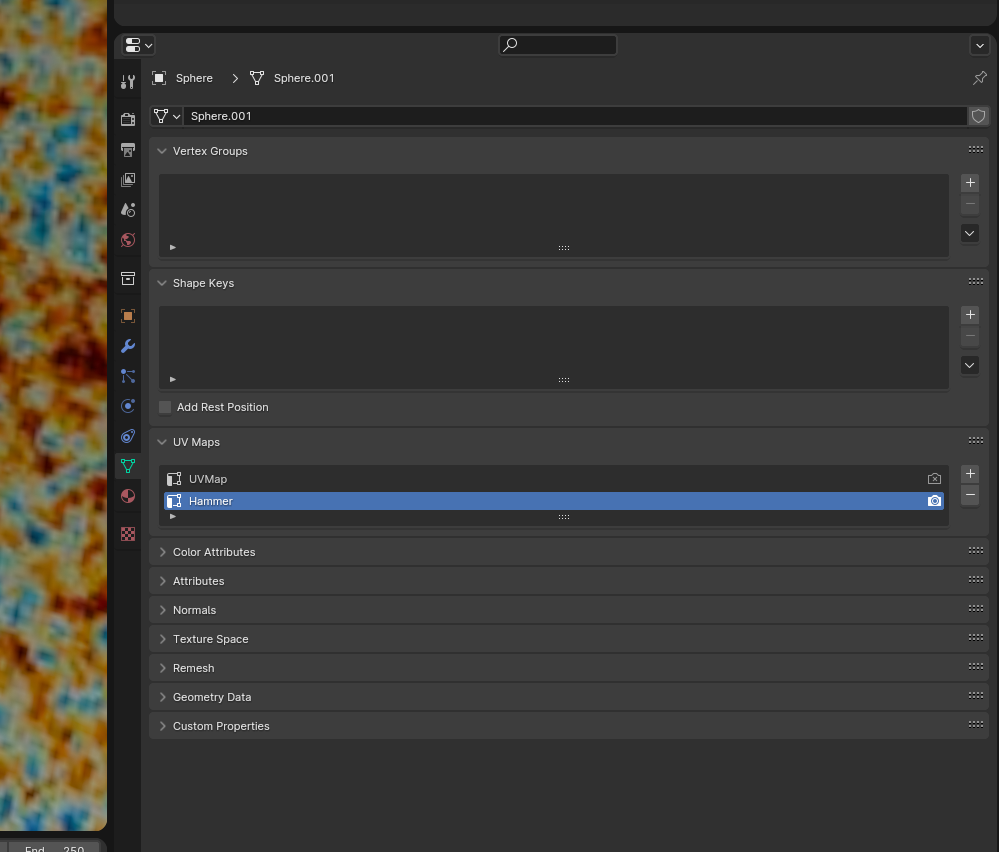 Sphere > Sphere.001
Sphere.001
Vertex Groups
Shape Keys
Add Rest Position
UV Maps
UVMap
Hammer
Color Attributes
Attributes
Normals
Texture Space
Remesh
Geometry Data
Custom Properties
End 250